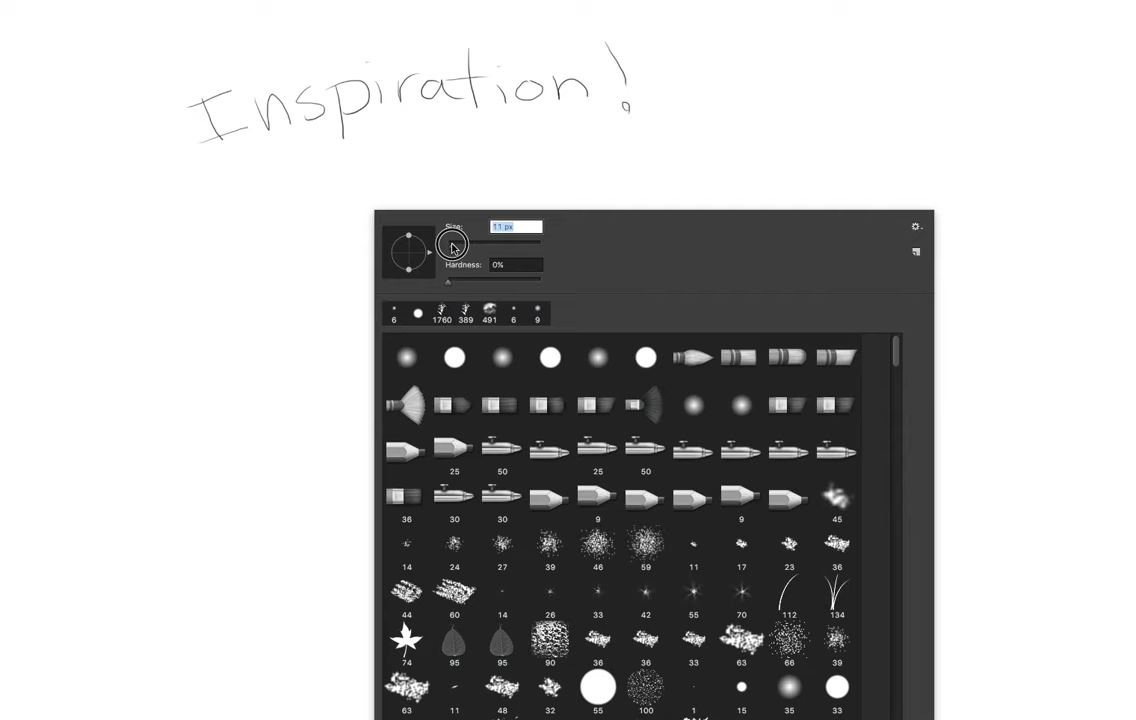 Inspiration!
Size: 11 px
Hardness: 0%
6 1760 389 491 6 9
25 50 25 50
36 30 30 9 9 45
14 24 27 39 46 59 11 17 23 36
44 60 14 26 33 42 55 70 112 134
74 95 95 90 36 36 33 63 66 39
63 11 48 32 55 100 1 15 35 33